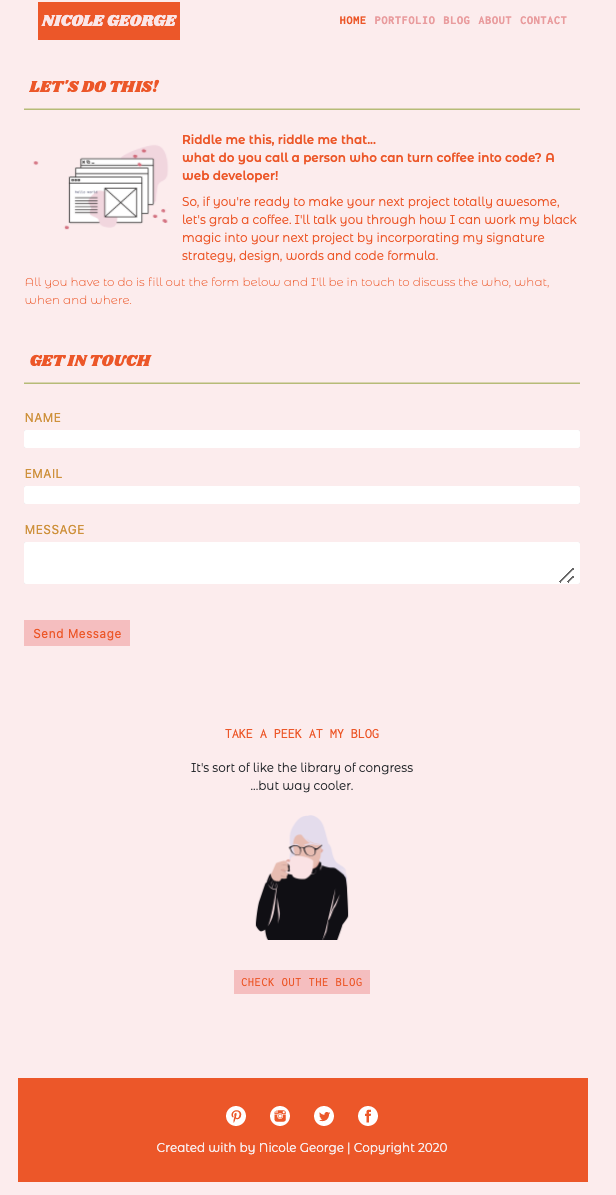 NICOLE GEORGE
HOME PORTFOLIO BLOG ABOUT CONTACT
LET'S DO THIS!
Riddle me this, riddle me that...
what do you call a person who can turn coffee into code? A
web developer!
So, if you're ready to make your next project totally awesome,
let's grab a coffee. I'll talk you through how I can work my black
magic into your next project by incorporating my signature
strategy, design, words and code formula.
All you have to do is fill out the form below and I'll be in touch to discuss the who, what,
when and where.
GET IN TOUCH
NAME
EMAIL
MESSAGE
Send Message
TAKE A PEEK AT MY BLOG
It's sort of like the library of congress
...but way cooler.
CHECK OUT THE BLOG
Created with by Nicole George | Copyright 2020